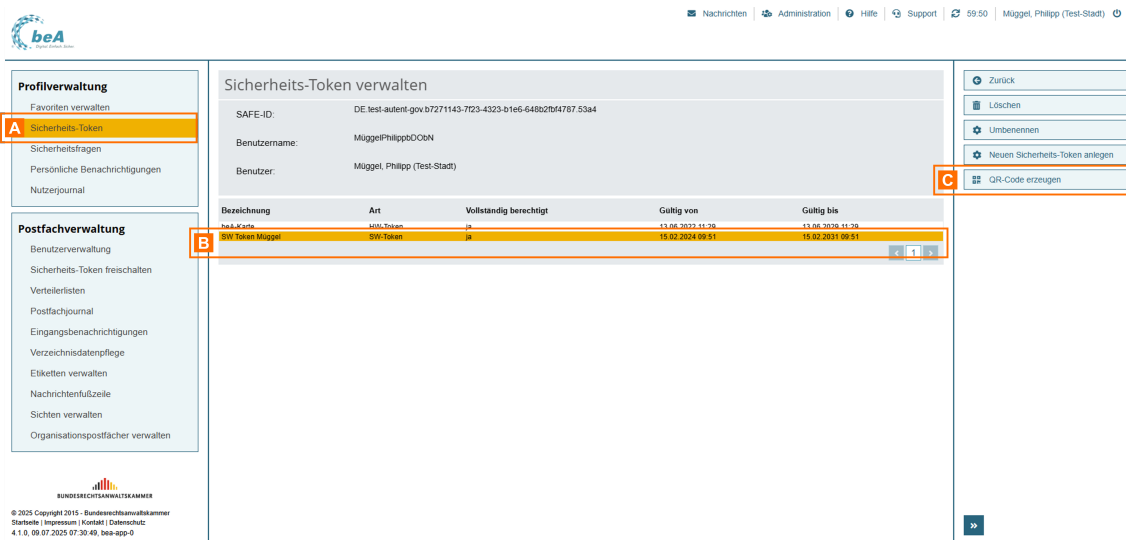 Nachrichten Administration Hilfe Support 59:50 Müggel, Philipp (Test-Stadt)
beA
Digital. Einfach. Sicher.
Profilverwaltung
Favoriten verwalten
A Sicherheits-Token
Sicherheitsfragen
Persönliche Benachrichtigungen
Nutzerjournal
Postfachverwaltung
Benutzerverwaltung
Sicherheits-Token freischalten
Verteilerlisten
Postfachjournal
Eingangsbenachrichtigungen
Verzeichnisdatenpflege
Etiketten verwalten
Nachrichtenfußzeile
Sichten verwalten
Organisationspostfächer verwalten
BUNDESRECHTSANWALTSKAMMER
© 2025 Copyright 2015 - Bundesrechtsanwaltskammer
Startseite | Impressum | Kontakt | Datenschutz
4.1.0, 09.07.2025 07:30:49, bea-app-0
Sicherheits-Token verwalten
SAFE-ID: DE.test-autent-gov.b7271143-7f23-4323-b1e6-648b2fbf4787.53a4
Benutzername: MüggelPhilippbDObN
Benutzer: Müggel, Philipp (Test-Stadt)
Bezeichnung Art Vollständig berechtigt Gültig von Gültig bis
beA-Karte HW-Token ja 13.06.2022 11:29 13.06.2029 11:29
B SW Token Müggel SW-Token ja 15.02.2024 09:51 15.02.2031 09:51
< 1 >
Zurück
Löschen
Umbenennen
Neuen Sicherheits-Token anlegen
C QR-Code erzeugen
»